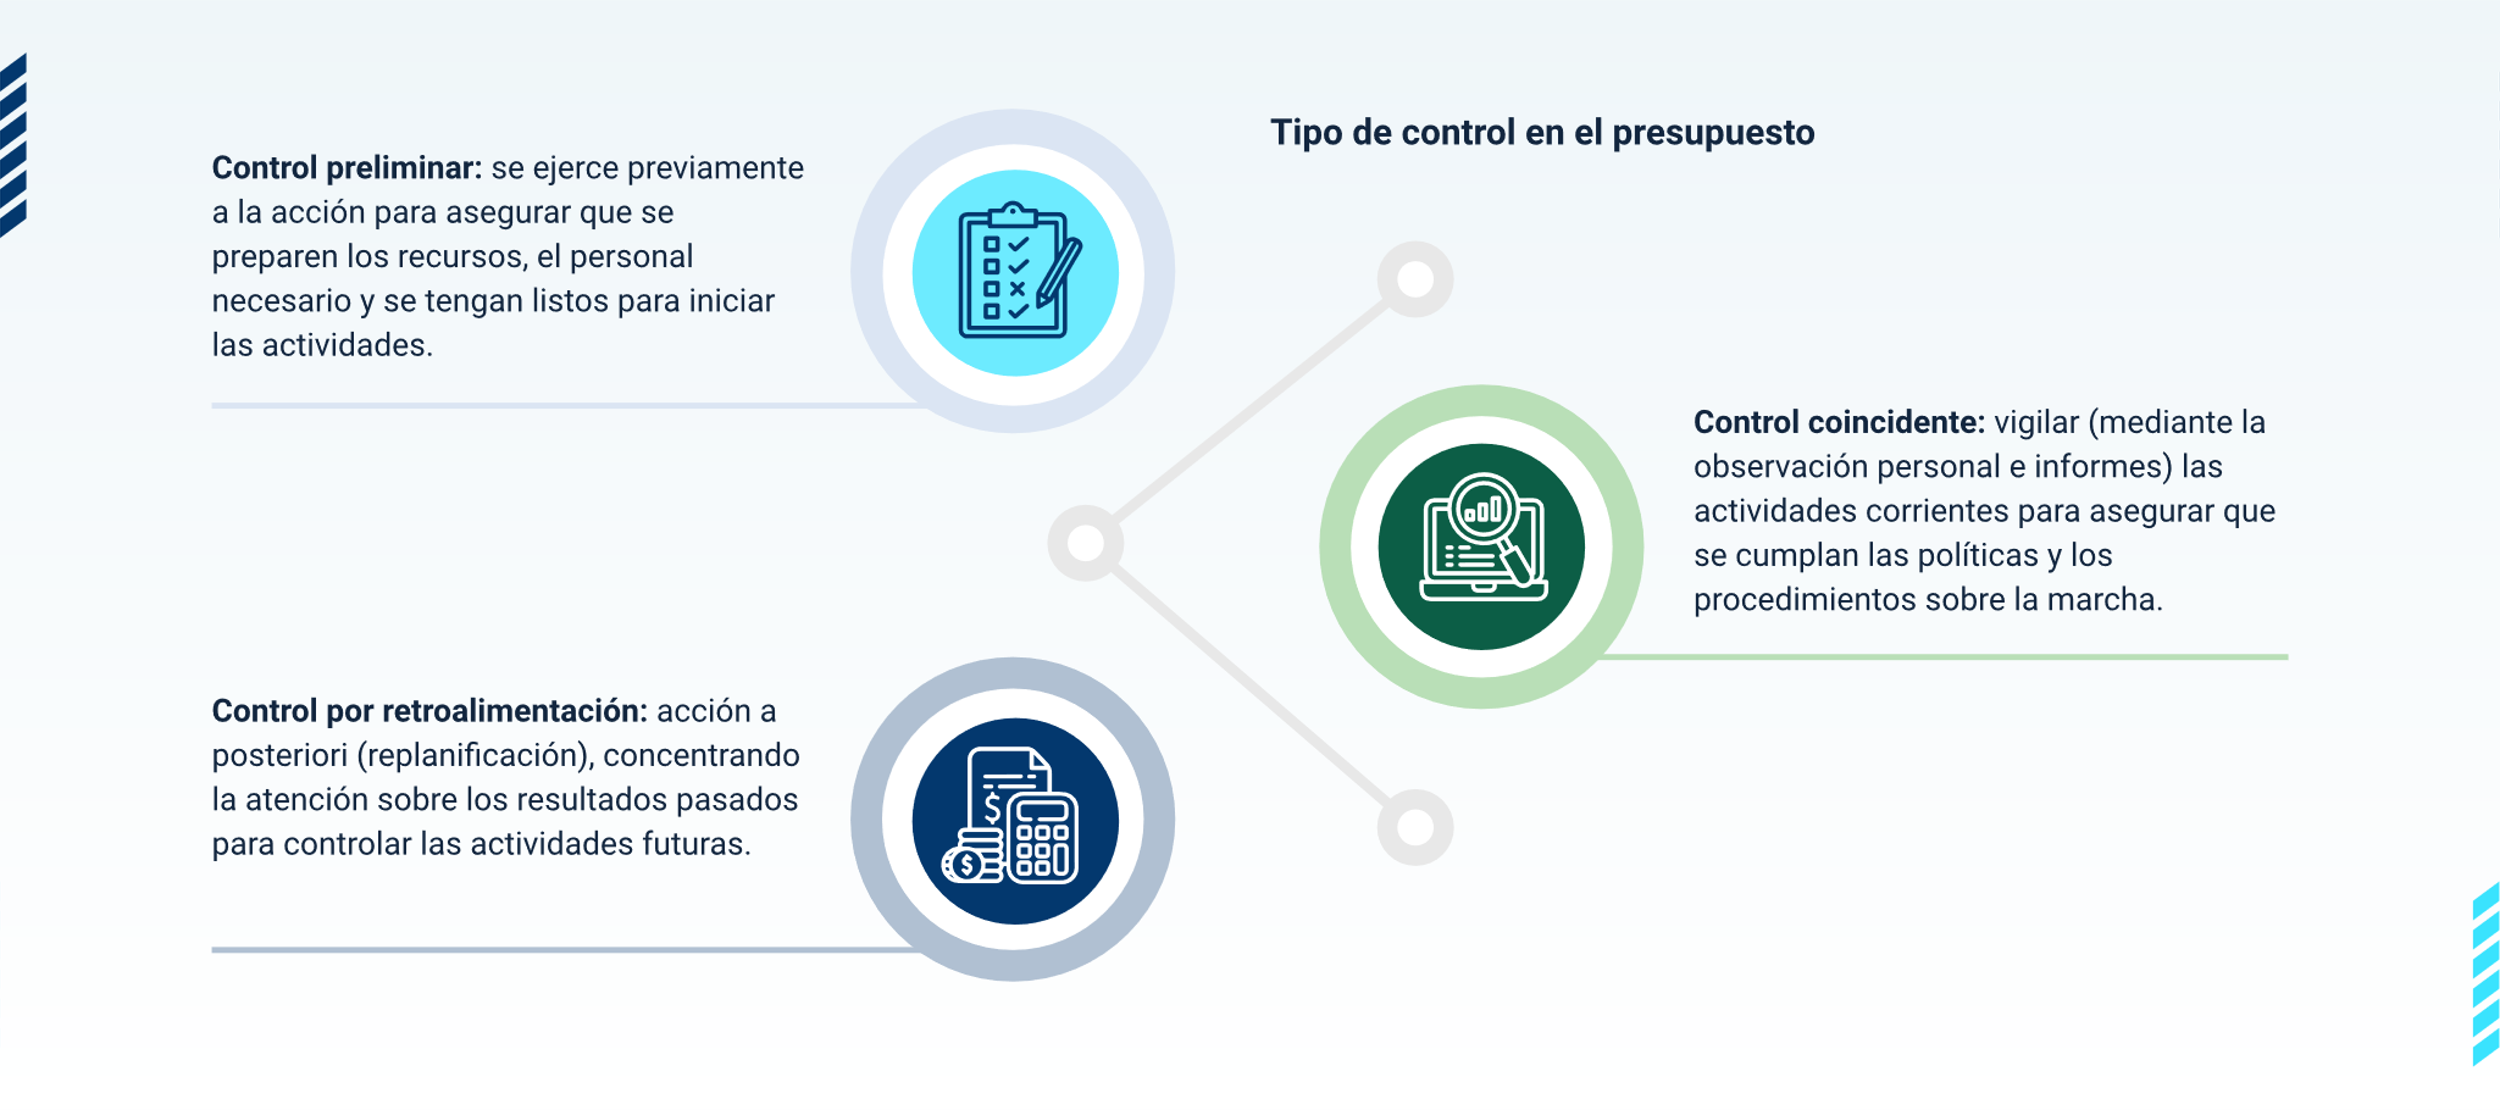 Tipo de control en el presupuesto
Control preliminar: se ejerce previamente
a la acción para asegurar que se
preparen los recursos, el personal
necesario y se tengan listos para iniciar
las actividades.
Control coincidente: vigilar (mediante la
observación personal e informes) las
actividades corrientes para asegurar que
se cumplan las políticas y los
procedimientos sobre la marcha.
Control por retroalimentación: acción a
posteriori (replanificación), concentrando
la atención sobre los resultados pasados
para controlar las actividades futuras.